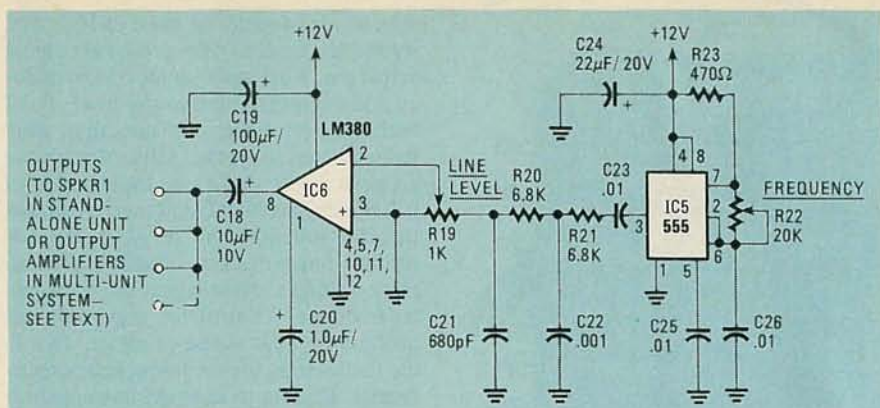 +12V
C19
100µF/
20V
LM380
OUTPUTS
(TO SPKR1
IN STAND-
ALONE UNIT
OR OUTPUT
AMPLIFIERS
IN MULTI-UNIT
SYSTEM—
SEE TEXT)
C18
10µF/
10V
8
IC6
–
+
2
3
1
4,5,7,
10,11,
12
C20
1.0µF/
20V
+
+
+
LINE
LEVEL
R19
1K
R20
6.8K
R21
6.8K
C23
.01
C21
680pF
C22
.001
C24
22µF/20V
+
+12V
R23
470Ω
4
8
7
2
6
3
1
5
IC5
555
FREQUENCY
R22
20K
C25
.01
C26
.01